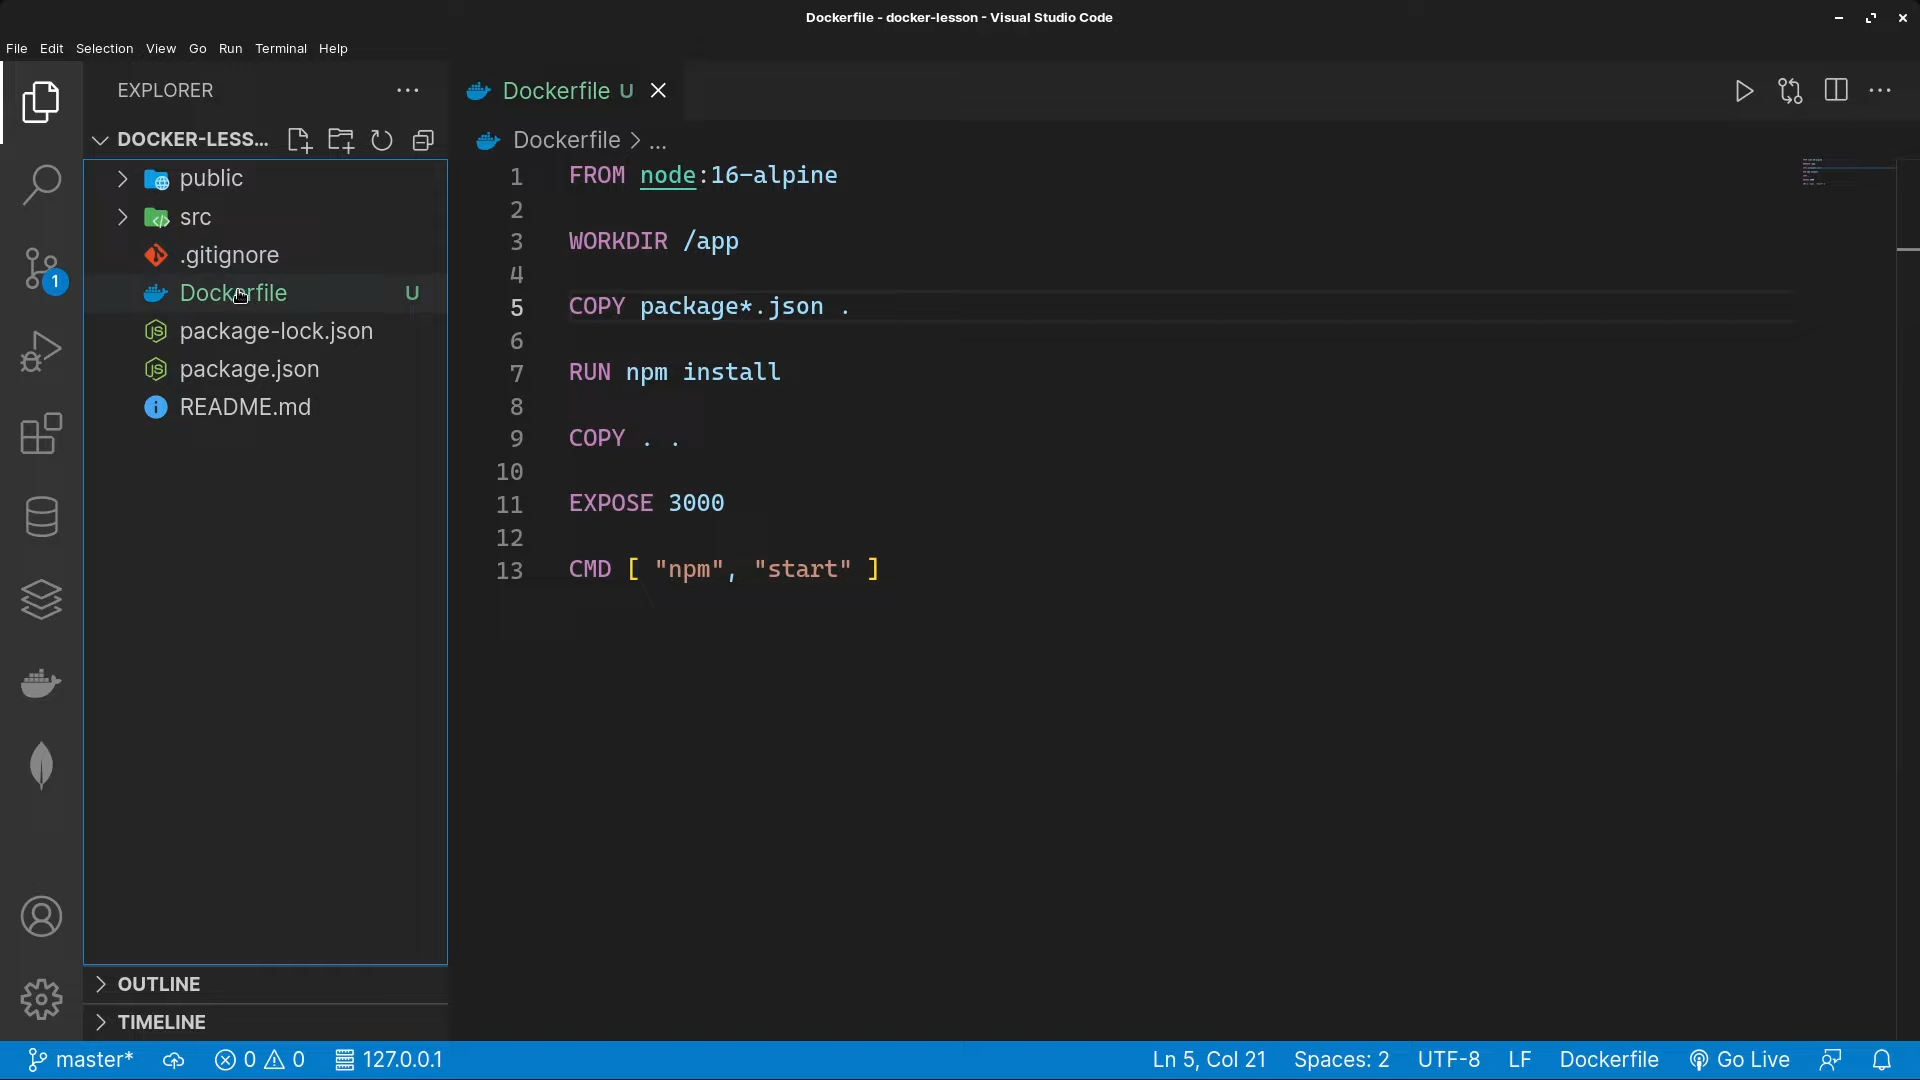 Dockerfile - docker-lesson - Visual Studio Code
File Edit Selection View Go Run Terminal Help
EXPLORER
DOCKER-LESS...
public
src
.gitignore
Dockerfile U
package-lock.json
package.json
README.md
OUTLINE
TIMELINE
1
Dockerfile U
Dockerfile > ...
1 FROM node:16-alpine
2
3 WORKDIR /app
4
5 COPY package*.json .
6
7 RUN npm install
8
9 COPY . .
10
11 EXPOSE 3000
12
13 CMD [ "npm", "start" ]
master* 0 0 127.0.0.1 Ln 5, Col 21 Spaces: 2 UTF-8 LF Dockerfile Go Live